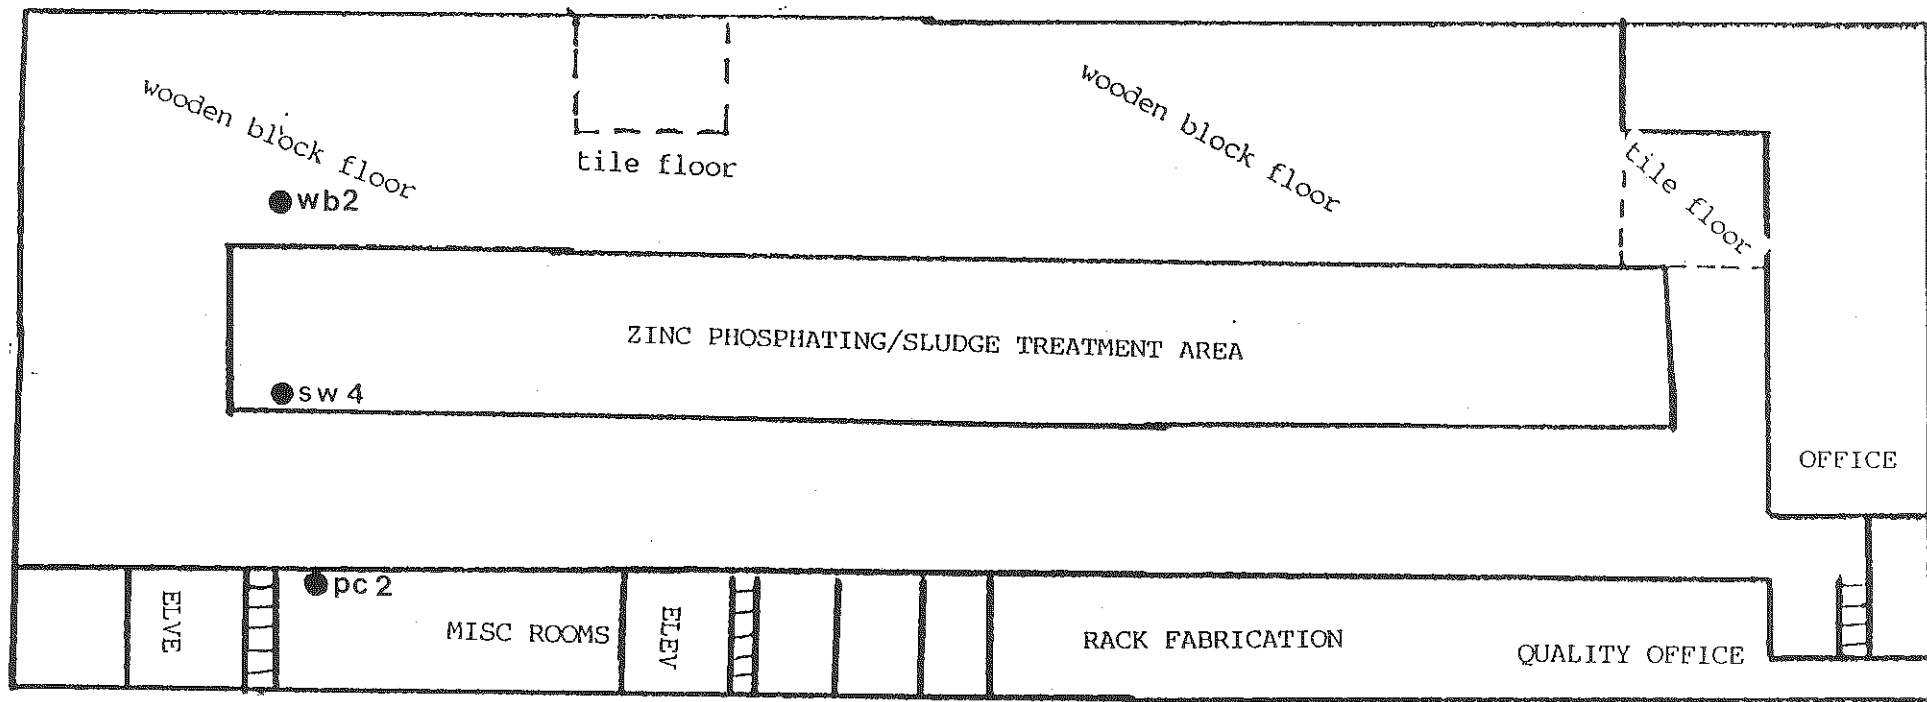 wooden block floor
tile floor
wooden block floor
tile floor
wb2
ZINC PHOSPHATING/SLUDGE TREATMENT AREA
sw 4
OFFICE
pc 2
ELVE
MISC ROOMS
ELEV
RACK FABRICATION
QUALITY OFFICE